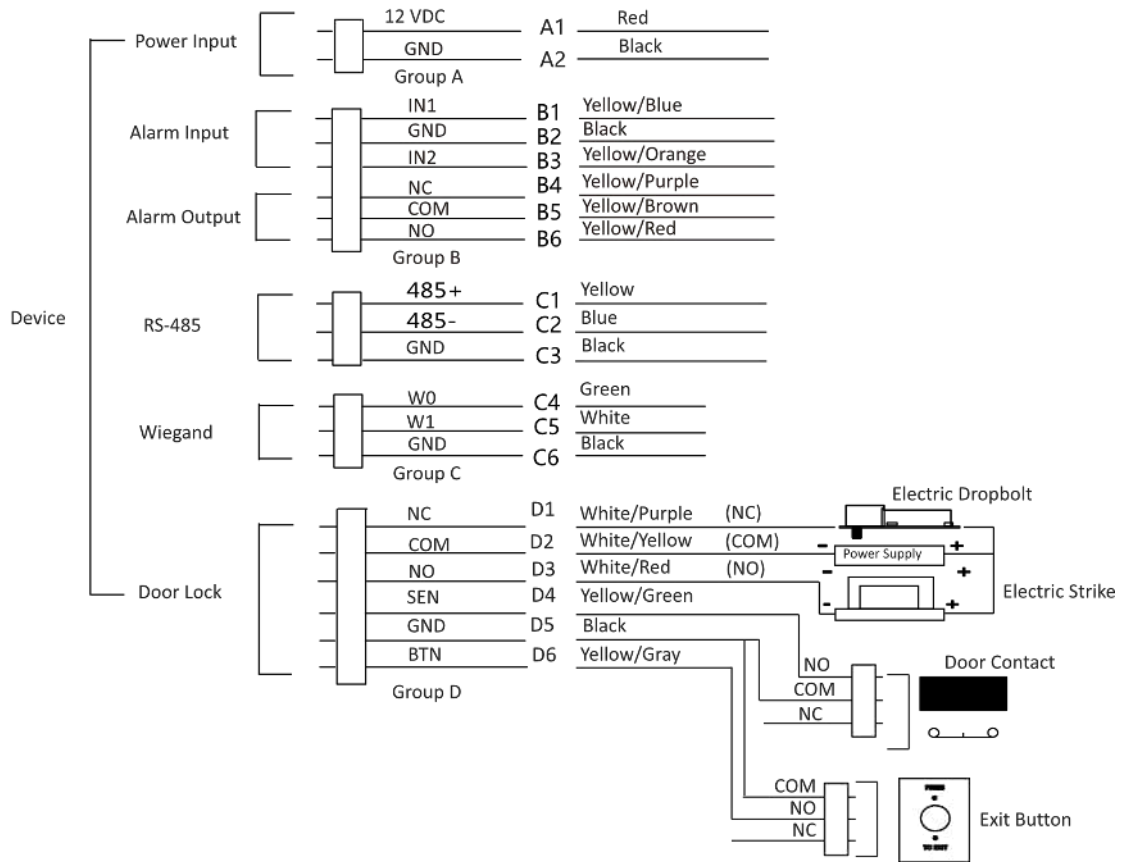 12 VDC A1 Red
Power Input
GND A2 Black
Group A
IN1 B1 Yellow/Blue
Alarm Input GND B2 Black
IN2 B3 Yellow/Orange
NC B4 Yellow/Purple
Alarm Output COM B5 Yellow/Brown
NO B6 Yellow/Red
Group B
485+ C1 Yellow
Device RS-485 485- C2 Blue
GND C3 Black
W0 C4 Green
Wiegand W1 C5 White
GND C6 Black
Group C
Electric Dropbolt
NC D1 White/Purple (NC)
COM D2 White/Yellow (COM) - Power Supply +
NO D3 White/Red (NO) - +
Door Lock SEN D4 Yellow/Green - + Electric Strike
GND D5 Black
BTN D6 Yellow/Gray
Group D
NO Door Contact
COM
NC
COM PRESS
NO Exit Button
NC TO EXIT